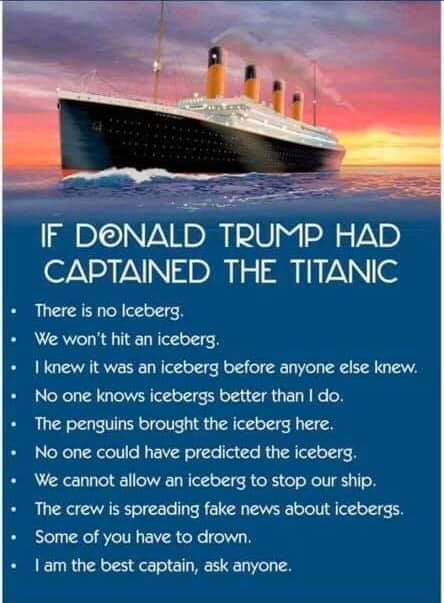 IF DONALD TRUMP HAD
CAPTAINED THE TITANIC
• There is no Iceberg.
• We won't hit an iceberg.
• I knew it was an iceberg before anyone else knew.
• No one knows icebergs better than I do.
• The penguins brought the iceberg here.
• No one could have predicted the iceberg.
• We cannot allow an iceberg to stop our ship.
• The crew is spreading fake news about icebergs.
• Some of you have to drown.
• I am the best captain, ask anyone.